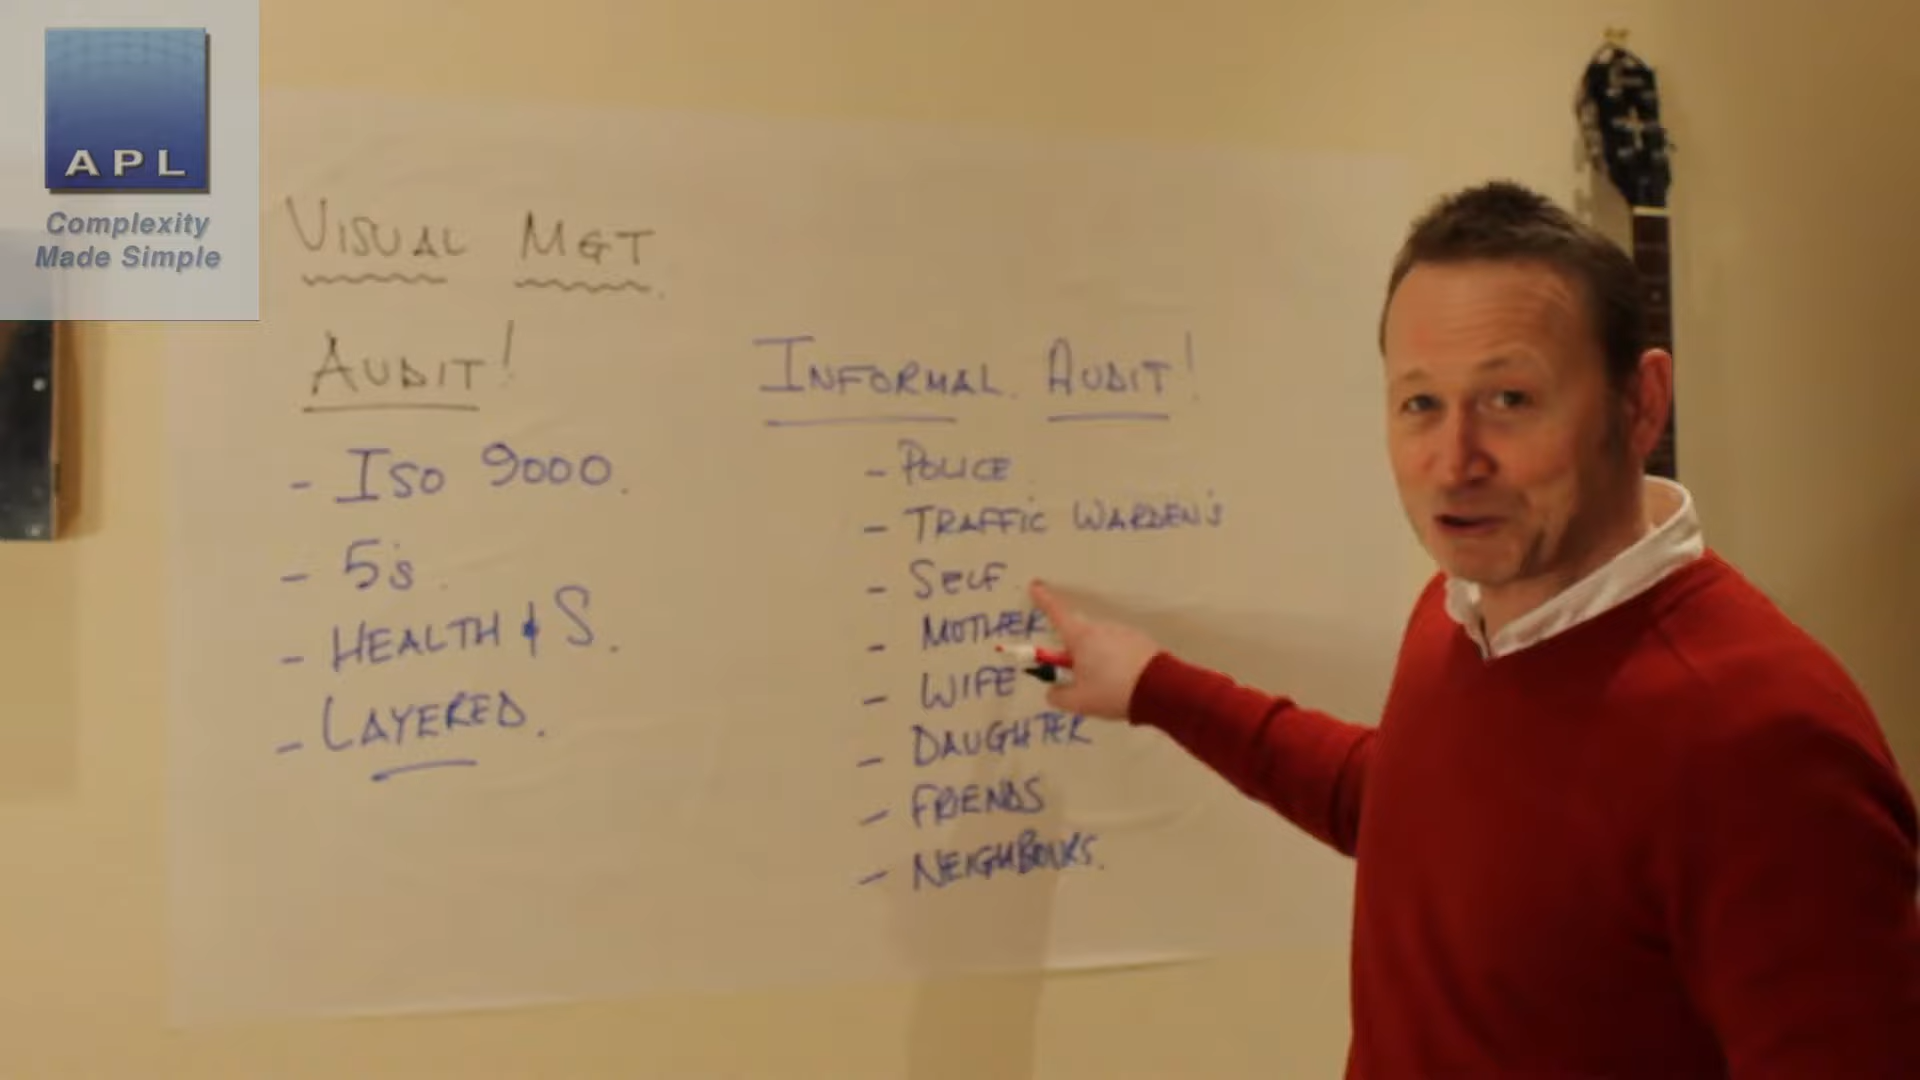 APL
Complexity
Made Simple
VISUAL MGT.
AUDIT!
- ISO 9000.
- 5's.
- HEALTH & S.
- LAYERED.
INFORMAL. AUDIT!
- POLICE
- TRAFFIC WARDEN'S
- SELF
- MOTHER
- WIFE
- DAUGHTER
- FRIENDS
- NEIGHBOURS.